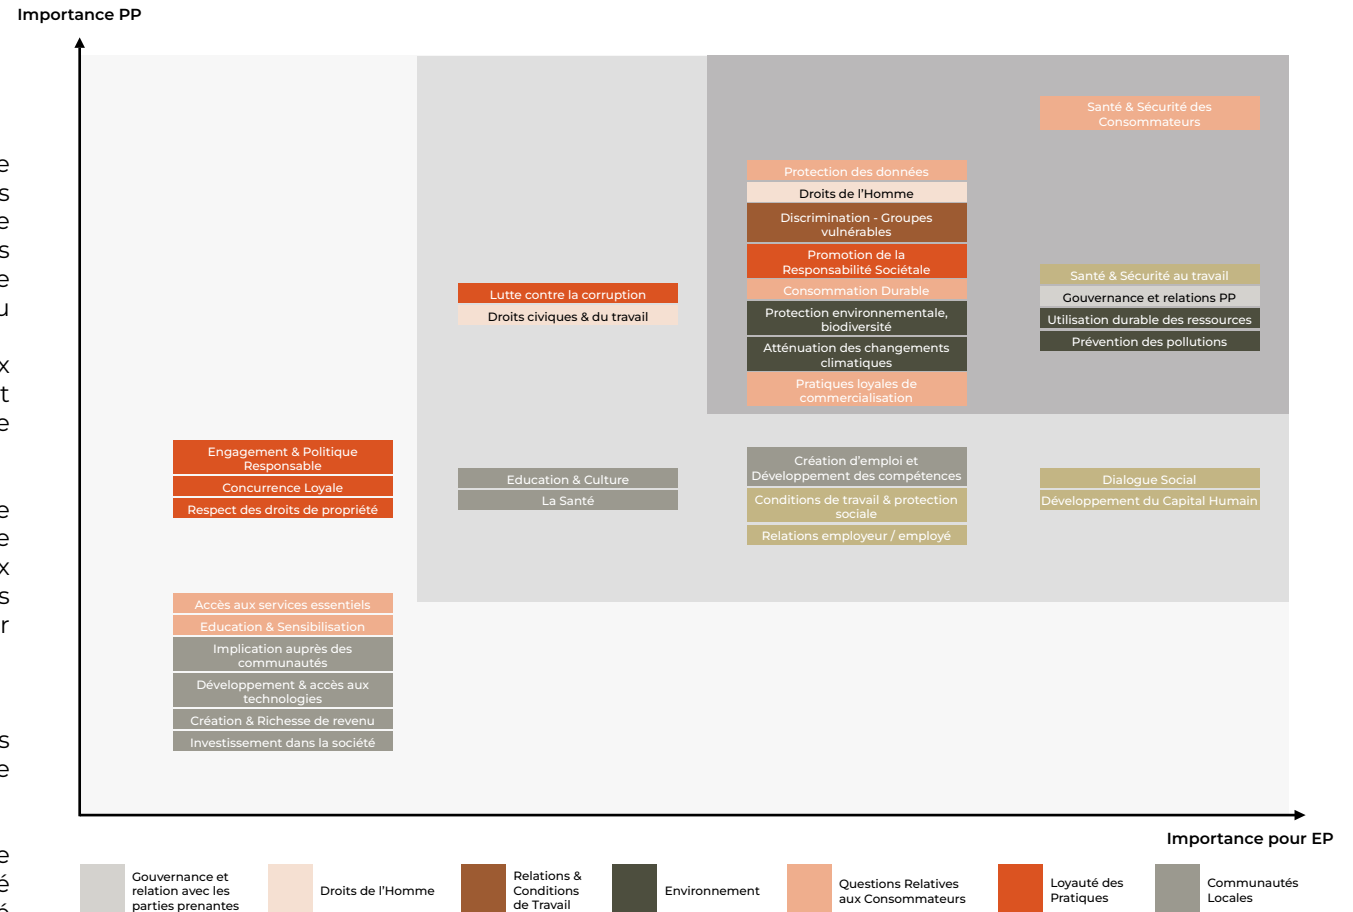 Importance PP
Santé & Sécurité des
Consommateurs
Protection des données
Droits de l'Homme
Discrimination - Groupes
vulnérables
Promotion de la
Responsabilité Sociétale
Consommation Durable
Protection environnementale,
biodiversité
Atténuation des changements
climatiques
Pratiques loyales de
commercialisation
Santé & Sécurité au travail
Gouvernance et relations PP
Utilisation durable des ressources
Prévention des pollutions
Lutte contre la corruption
Droits civiques & du travail
Engagement & Politique
Responsable
Concurrence Loyale
Respect des droits de propriété
Education & Culture
La Santé
Création d'emploi et
Développement des compétences
Conditions de travail & protection
sociale
Relations employeur / employé
Dialogue Social
Développement du Capital Humain
Accès aux services essentiels
Education & Sensibilisation
Implication auprès des
communautés
Développement & accès aux
technologies
Création & Richesse de revenu
Investissement dans la société
Importance pour EP
Gouvernance et
relation avec les
parties prenantes
Droits de l'Homme
Relations &
Conditions
de Travail
Environnement
Questions Relatives
aux Consommateurs
Loyauté des
Pratiques
Communautés
Locales